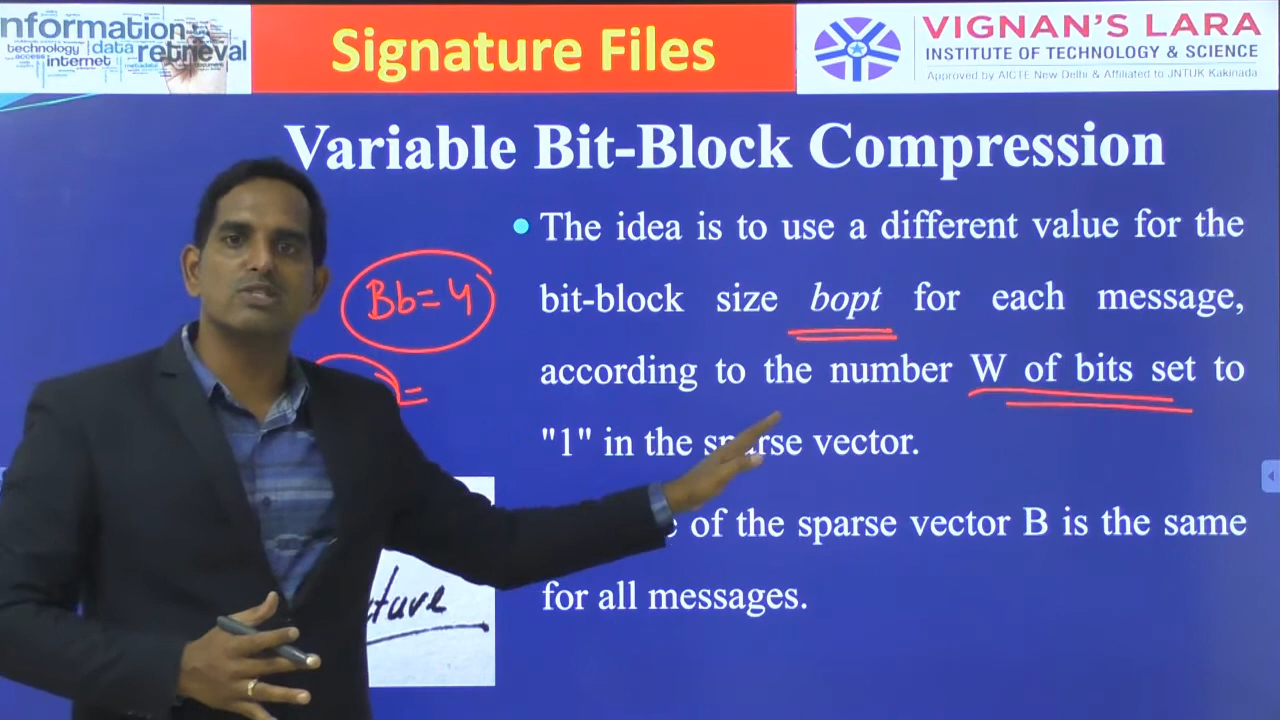 nformation
technology data retrieval
access internet
Signature Files
VIGNAN'S LARA
INSTITUTE OF TECHNOLOGY & SCIENCE
Approved by AICTE New Delhi & Affiliated to JNTUK Kakinada
Variable Bit-Block Compression
• The idea is to use a different value for the
bit-block size bopt for each message,
according to the number W of bits set to
"1" in the sparse vector.
of the sparse vector B is the same
for all messages.
Bb=4
=
cture